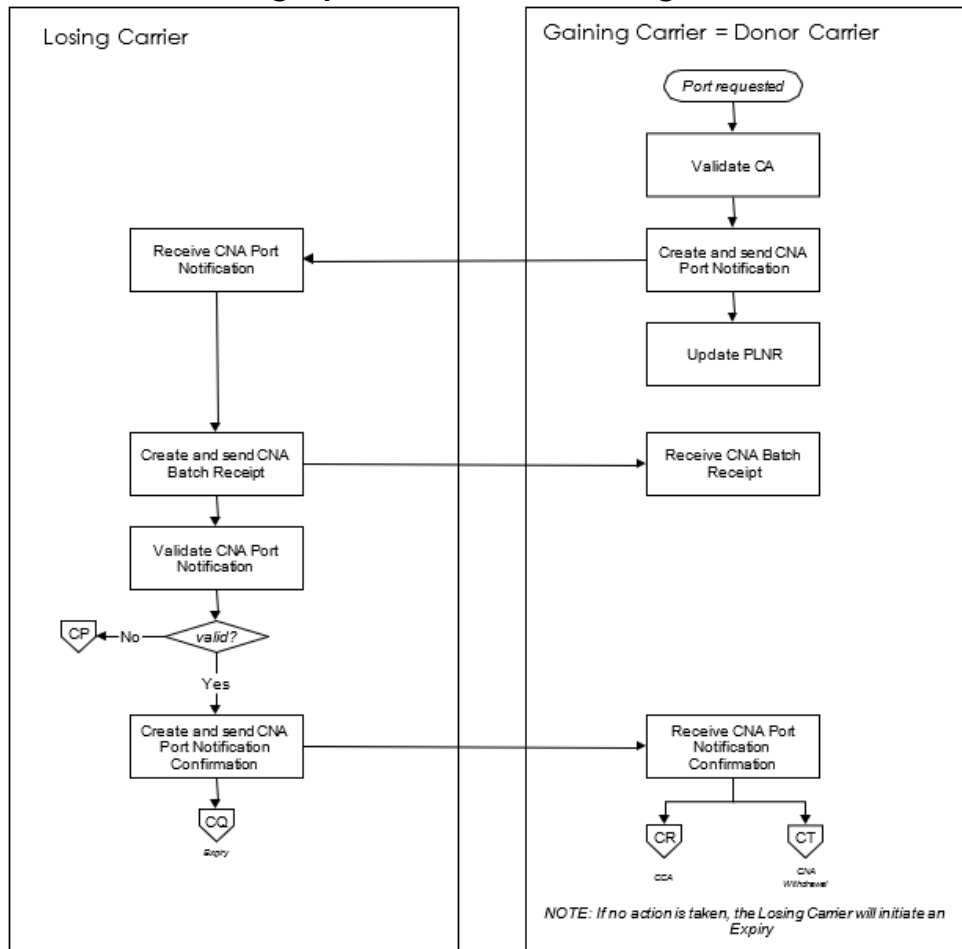 Losing Carrier
Gaining Carrier = Donor Carrier
Port requested
Validate CA
Receive CNA Port
Notification
Create and send CNA
Port Notification
Update PLNR
Create and send CNA
Batch Receipt
Receive CNA Batch
Receipt
Validate CNA Port
Notification
CP
No
valid?
Yes
Create and send CNA
Port Notification
Confirmation
Receive CNA Port
Notification
Confirmation
CQ
Expiry
CR
CCA
CT
CNA
Withdrawal
NOTE: If no action is taken, the Losing Carrier will initiate an
Expiry